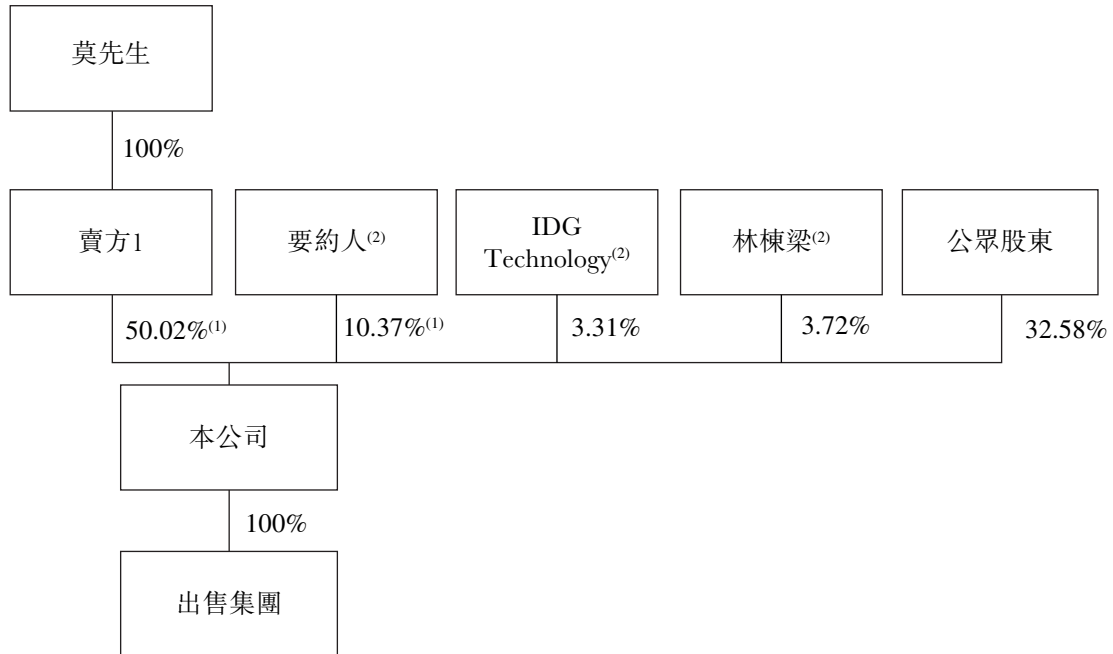 莫先生
100%
賣方1
要約人(2)
IDG
Technology(2)
林棟梁(2)
公眾股東
50.02%(1)
10.37%(1)
3.31%
3.72%
32.58%
本公司
100%
出售集團